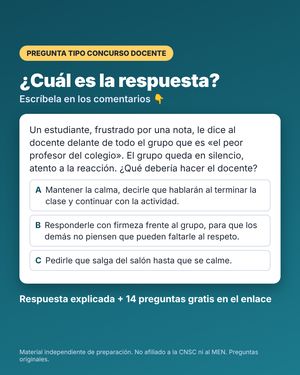 PREGUNTA TIPO CONCURSO DOCENTE
¿Cuál es la respuesta?
Escríbela en los comentarios 👇
Un estudiante, frustrado por una nota, le dice al
docente delante de todo el grupo que es «el peor
profesor del colegio». El grupo queda en silencio,
atento a la reacción. ¿Qué debería hacer el docente?
A Mantener la calma, decirle que hablarán al terminar la
clase y continuar con la actividad.
B Responderle con firmeza frente al grupo, para que los
demás no piensen que pueden faltarle al respeto.
C Pedirle que salga del salón hasta que se calme.
Respuesta explicada + 14 preguntas gratis en el enlace
Material independiente de preparación. No afiliado a la CNSC ni al MEN. Preguntas
originales.